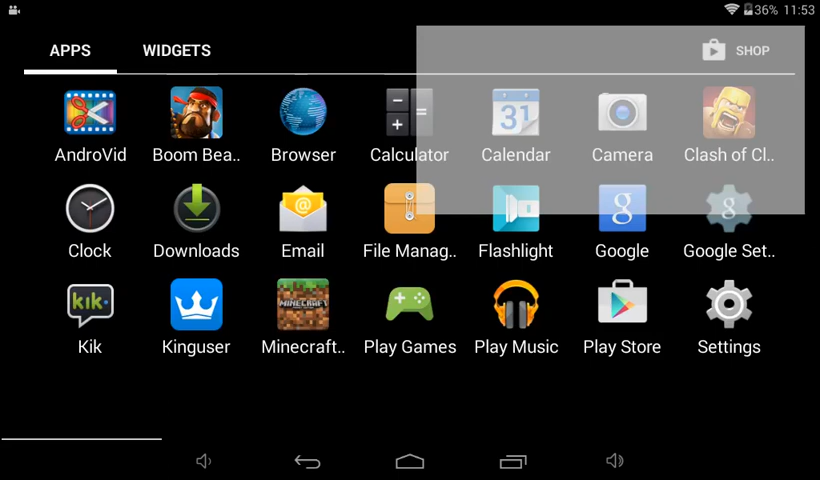 36% 11:53
APPS WIDGETS SHOP
31
AndroVid Boom Bea.. Browser Calculator Calendar Camera Clash of Cl..
8 8
Clock Downloads Email File Manag.. Flashlight Google Google Set..
kik MINECRAFT
Kik Kinguser Minecraft.. Play Games Play Music Play Store Settings